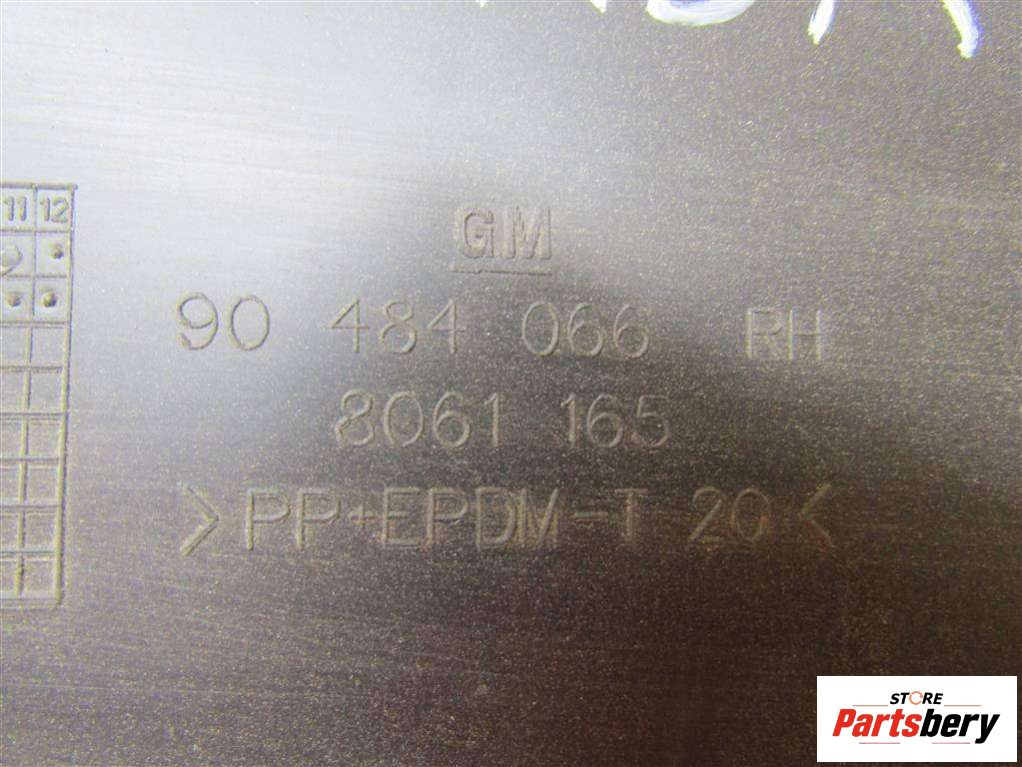 11 12
GM
90 484 066 RH
8061 165
>PP+EPDM-T 20<
STORE
Partsbery